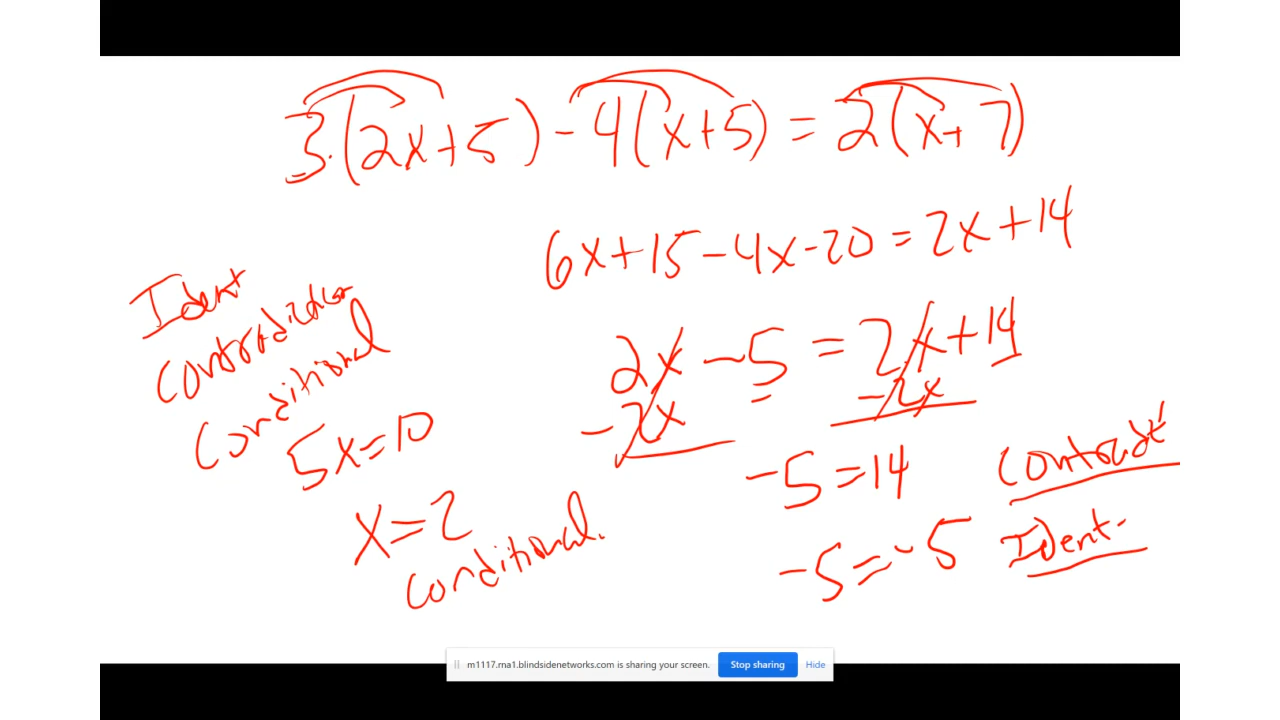 3·(2x+5) - 4(x+5) = 2(x+7)
6x+15-4x-20 = 2x+14
2x - 5 = 2x+14
-2x -2x
-5 = 14 Contradt
-5 = -5 Ident.
Ident
Contradiction
Conditional
5x=10
x=2
Conditional.
m1117.ma1.blindsidenetworks.com is sharing your screen. Stop sharing Hide